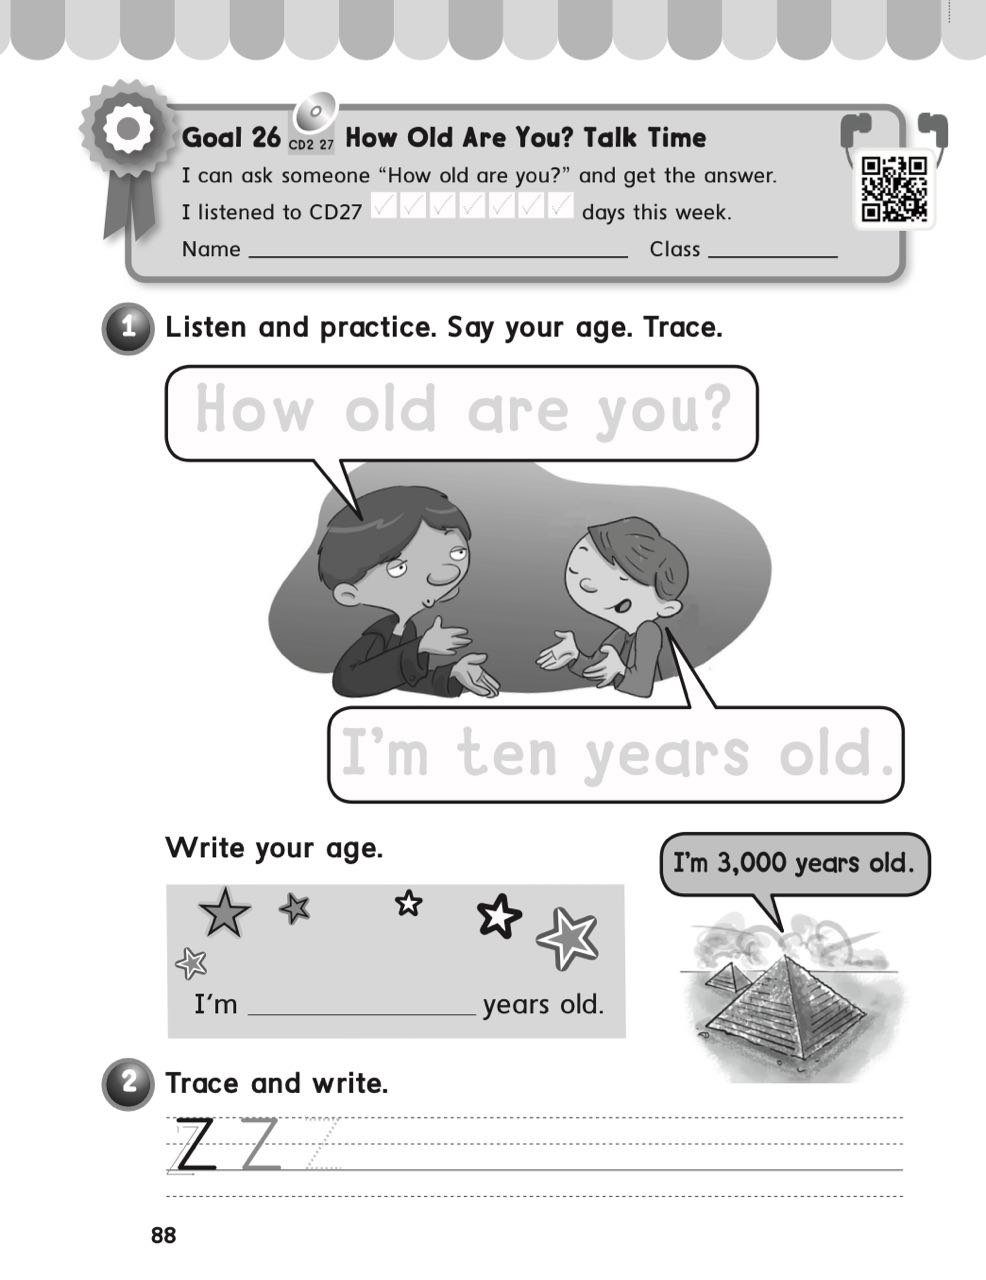 Goal 26 CD2 27 How Old Are You? Talk Time
I can ask someone “How old are you?” and get the answer.
I listened to CD27 days this week.
Name Class
1 Listen and practice. Say your age. Trace.
How old are you?
I’m ten years old.
Write your age.
I’m 3,000 years old.
I’m years old.
2 Trace and write.
Z Z Z
88